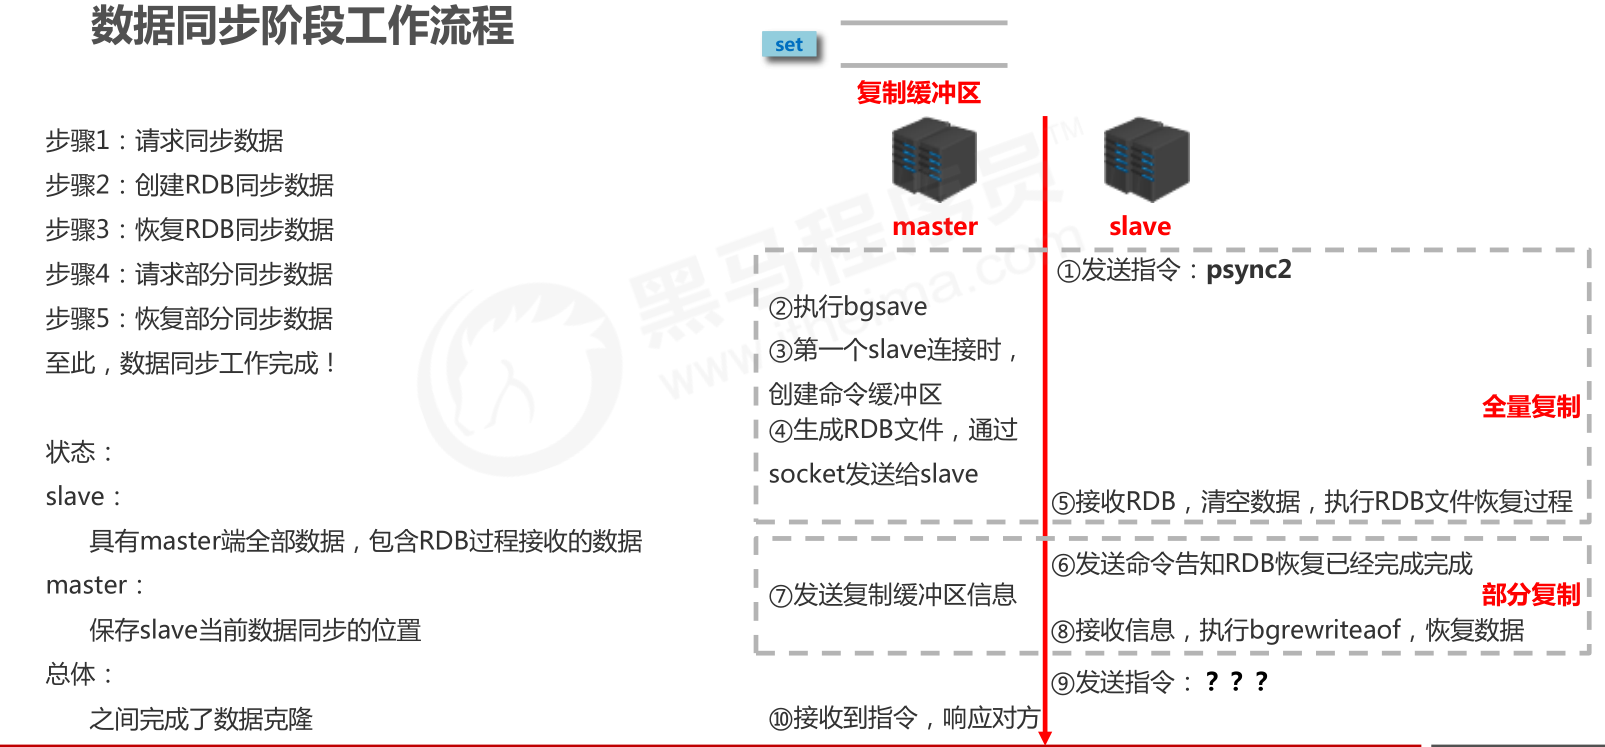 数据同步阶段工作流程
步骤1：请求同步数据
步骤2：创建RDB同步数据
步骤3：恢复RDB同步数据
步骤4：请求部分同步数据
步骤5：恢复部分同步数据
至此，数据同步工作完成！
状态：
slave：
具有master端全部数据，包含RDB过程接收的数据
master：
保存slave当前数据同步的位置
总体：
之间完成了数据克隆
set
复制缓冲区
master
slave
①发送指令：psync2
②执行bgsave
③第一个slave连接时，
创建命令缓冲区
④生成RDB文件，通过
socket发送给slave
全量复制
⑤接收RDB，清空数据，执行RDB文件恢复过程
⑥发送命令告知RDB恢复已经完成完成
⑦发送复制缓冲区信息
部分复制
⑧接收信息，执行bgrewriteaof，恢复数据
⑨发送指令：？？？
⑩接收到指令，响应对方
黑马程序员™
www.itheima.com